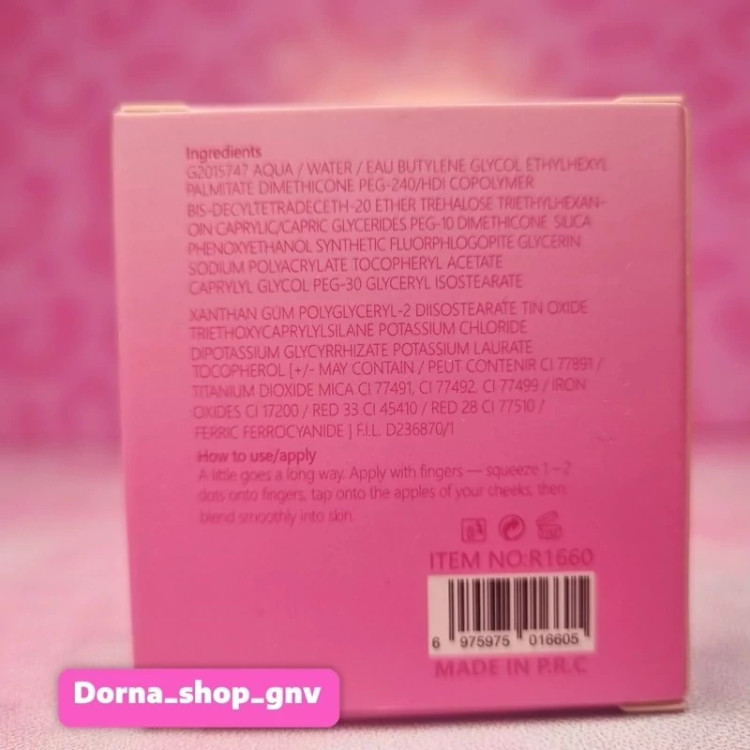 Ingredients
G2015747 AQUA / WATER / EAU BUTYLENE GLYCOL ETHYLHEXYL
PALMITATE DIMETHICONE PEG-240/HDI COPOLYMER
BIS-DECYLTETRADECETH-20 ETHER TREHALOSE TRIETHYLHEXAN-
OIN CAPRYLIC/CAPRIC GLYCERIDES PEG-10 DIMETHICONE SILICA
PHENOXYETHANOL SYNTHETIC FLUORPHLOGOPITE GLYCERIN
SODIUM POLYACRYLATE TOCOPHERYL ACETATE
CAPRYLYL GLYCOL PEG-30 GLYCERYL ISOSTEARATE
XANTHAN GUM POLYGLYCERYL-2 DIISOSTEARATE TIN OXIDE
TRIETHOXYCAPRYLYLSILANE POTASSIUM CHLORIDE
DIPOTASSIUM GLYCYRRHIZATE POTASSIUM LAURATE
TOCOPHEROL [+/- MAY CONTAIN / PEUT CONTENIR CI 77891 /
TITANIUM DIOXIDE MICA CI 77491, CI 77492, CI 77499 / IRON
OXIDES CI 17200 / RED 33 CI 45410 / RED 28 CI 77510 /
FERRIC FERROCYANIDE ] F.I.L. D236870/1
How to use/apply
A little goes a long way. Apply with fingers — squeeze 1-2
dots onto fingers, tap onto the apples of your cheeks, then
blend smoothly into skin.
ITEM NO:R1660
6 975975 016605
MADE IN P.R.C
Dorna_shop_gnv